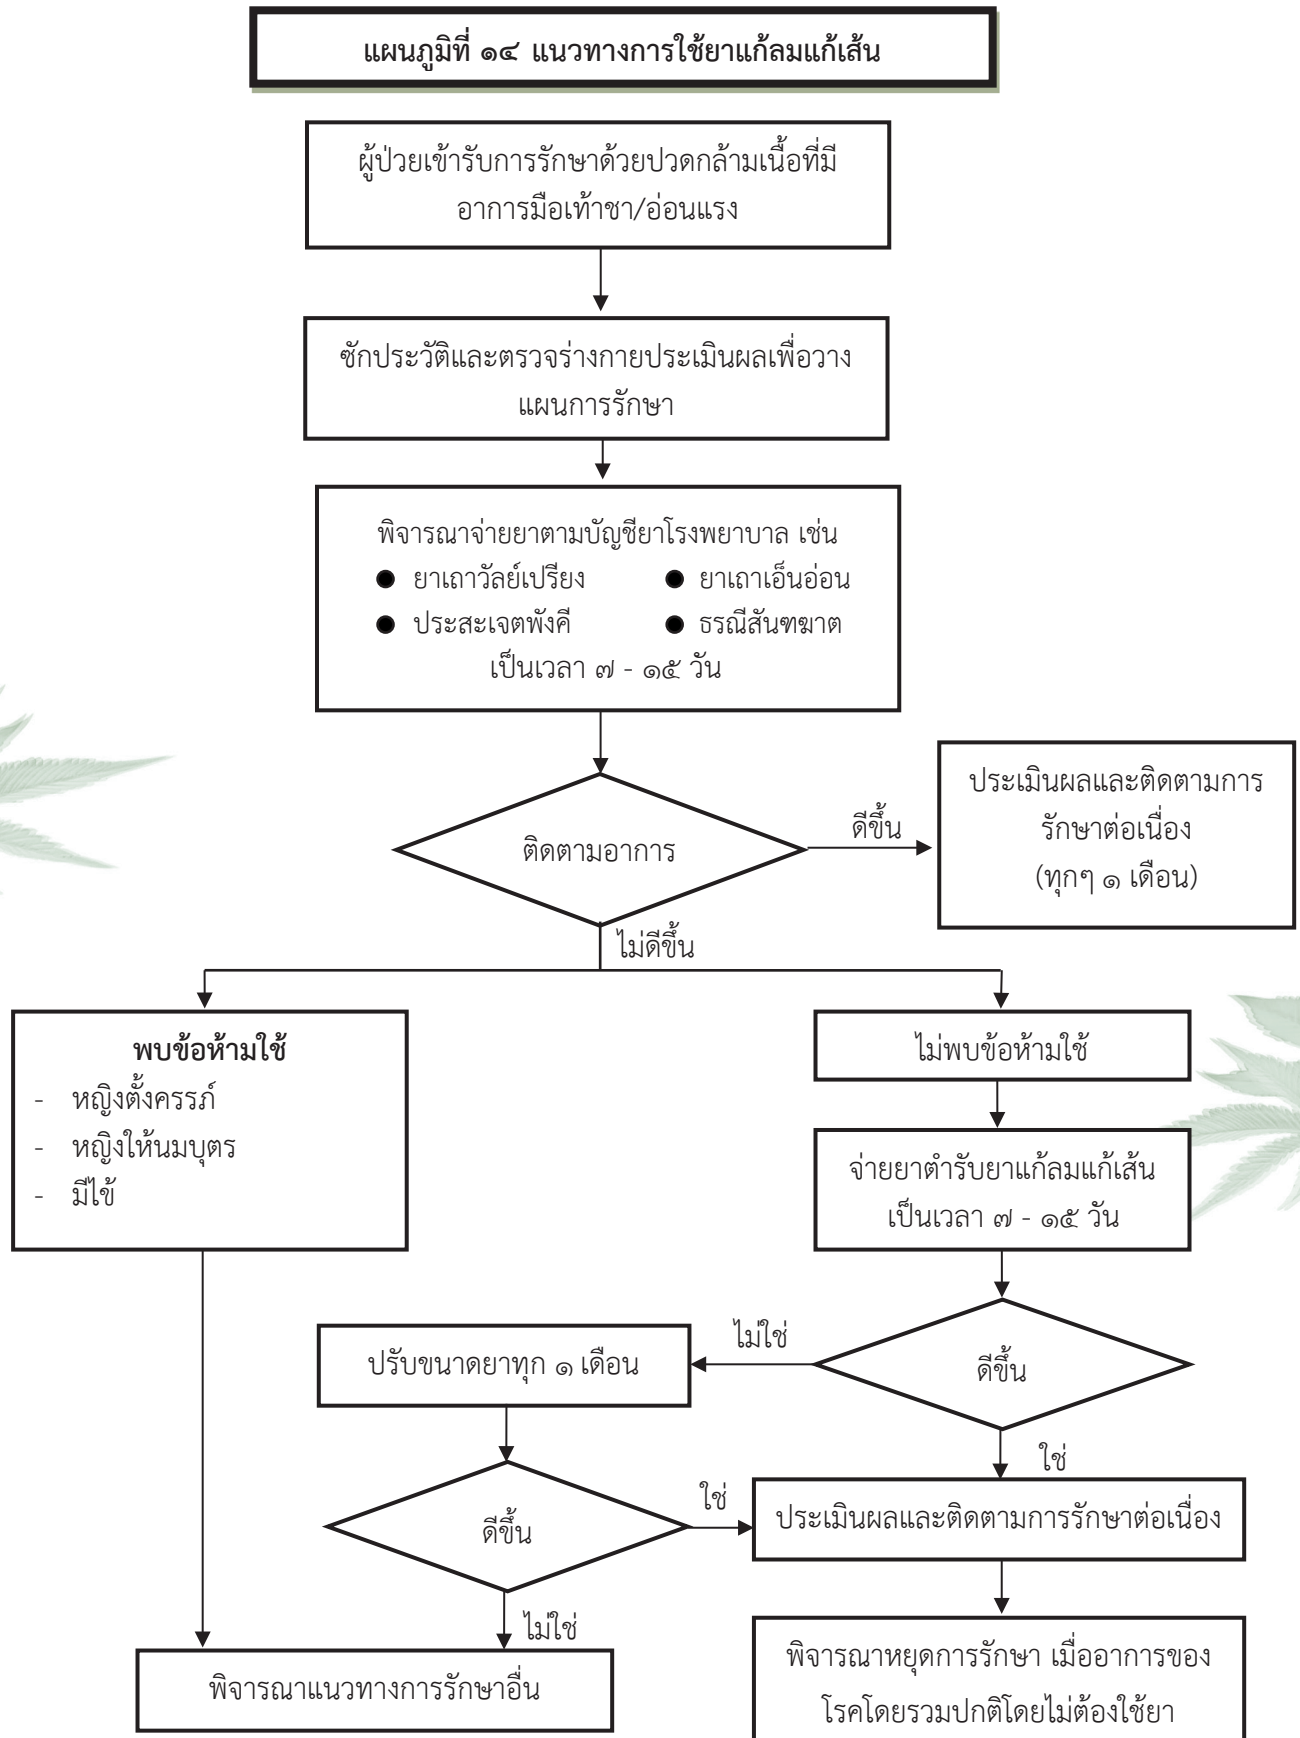 แผนภูมิที่ ๑๔ แนวทางการใช้ยาแก้ลมแก้เส้น
ผู้ป่วยเข้ารับการรักษาด้วยปวดกล้ามเนื้อที่มี
อาการมือเท้าชา/อ่อนแรง
ซักประวัติและตรวจร่างกายประเมินผลเพื่อวาง
แผนการรักษา
พิจารณาจ่ายยาตามบัญชียาโรงพยาบาล เช่น
● ยาเถาวัลย์เปรียง ● ยาเถาเอ็นอ่อน
● ประสะเจตพังคี ● ธรณีสันฑฆาต
เป็นเวลา ๗ - ๑๕ วัน
ติดตามอาการ
ดีขึ้น
ประเมินผลและติดตามการ
รักษาต่อเนื่อง
(ทุกๆ ๑ เดือน)
ไม่ดีขึ้น
พบข้อห้ามใช้
- หญิงตั้งครรภ์
- หญิงให้นมบุตร
- มีไข้
ไม่พบข้อห้ามใช้
จ่ายยาตำรับยาแก้ลมแก้เส้น
เป็นเวลา ๗ - ๑๕ วัน
ดีขึ้น
ไม่ใช่
ปรับขนาดยาทุก ๑ เดือน
ใช่
ดีขึ้น
ใช่
ประเมินผลและติดตามการรักษาต่อเนื่อง
ไม่ใช่
พิจารณาแนวทางการรักษาอื่น
พิจารณาหยุดการรักษา เมื่ออาการของ
โรคโดยรวมปกติโดยไม่ต้องใช้ยา